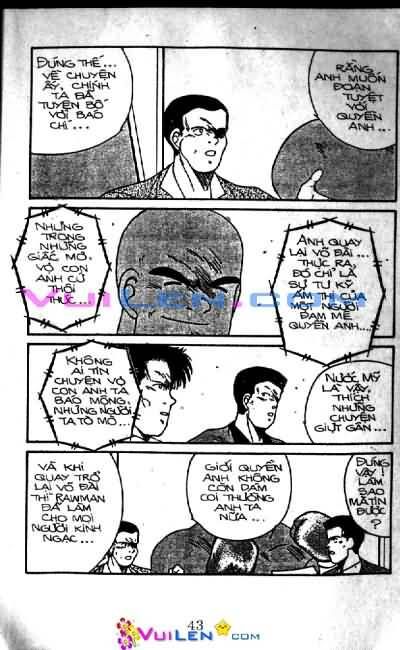 ĐÚNG THẾ...
VỀ CHUYỆN
ẤY, CHÍNH
TA ĐÃ
TUYÊN BỐ
VỚI BÁO
CHÍ...
RẰNG
ANH MUỐN
ĐOẠN
TUYỆT
VỚI
QUYỀN
ANH...
NHƯNG
TRONG
NHỮNG
GIẤC MƠ,
VỢ CON
ANH CỨ
THÔI
THÚC...
ANH QUAY
LẠI VÕ ĐÀI...
THỰC RA,
ĐÓ CHỈ LÀ
SỰ TỰ KỶ
ÁM THỊ CỦA
MỘT NGƯỜI
ĐAM MÊ
QUYỀN ANH...
VUILEN.COM
KHÔNG
AI TIN
CHUYỆN VỢ
CON ANH TA
BÁO MỘNG,
NHƯNG NGƯỜI
TA TÒ MÒ...
NƯỚC MỸ
LÀ VẬY,
THÍCH
NHỮNG
CHUYỆN
GIỰT GÂN...
VÀ KHI
QUAY TRỞ
LẠI VÕ ĐÀI
THÌ RAWMAN
ĐÃ LÀM
CHO MỌI
NGƯỜI KINH
NGẠC...
GIỚI QUYỀN
ANH KHÔNG
CÒN DÁM
COI THƯỜNG
ANH TA
NỮA...
ĐỪNG
VẬY!
LÀM
SAO
MÀ TIN
ĐƯỢC
?
43
VUILEN.COM